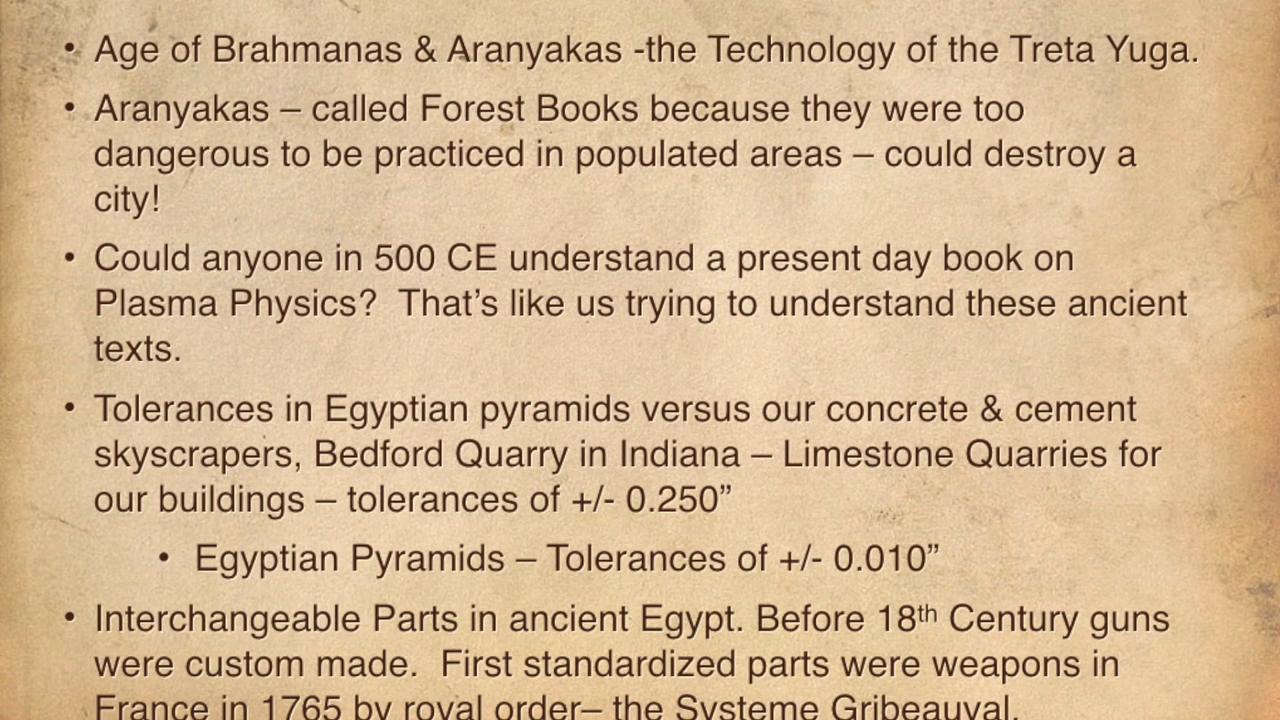 • Age of Brahmanas & Aranyakas -the Technology of the Treta Yuga.
• Aranyakas – called Forest Books because they were too
dangerous to be practiced in populated areas – could destroy a
city!
• Could anyone in 500 CE understand a present day book on
Plasma Physics?  That’s like us trying to understand these ancient
texts.
• Tolerances in Egyptian pyramids versus our concrete & cement
skyscrapers, Bedford Quarry in Indiana – Limestone Quarries for
our buildings – tolerances of +/- 0.250”
• Egyptian Pyramids – Tolerances of +/- 0.010”
• Interchangeable Parts in ancient Egypt. Before 18th Century guns
were custom made.  First standardized parts were weapons in
France in 1765 by royal order– the Systeme Gribeauval.